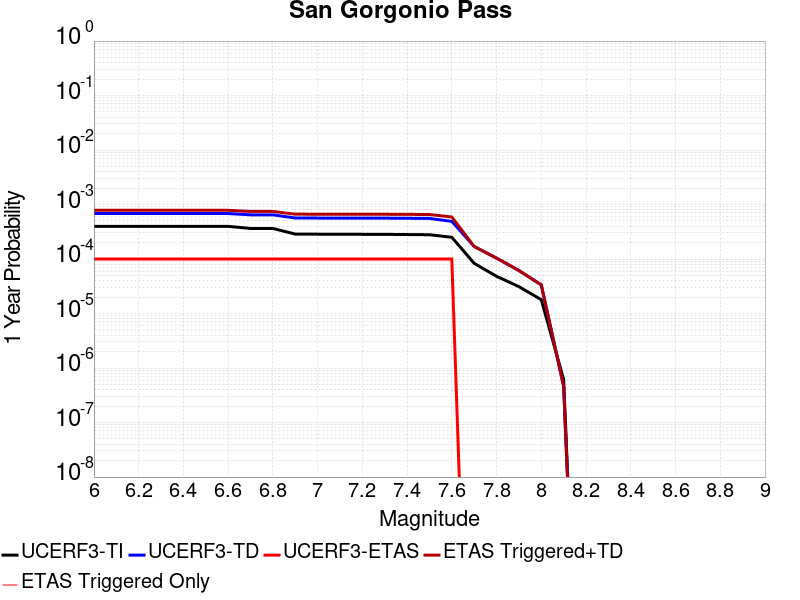 San Gorgonio Pass
10^0
10^-1
10^-2
10^-3
10^-4
10^-5
10^-6
10^-7
10^-8
1 Year Probability
6 6.2 6.4 6.6 6.8 7 7.2 7.4 7.6 7.8 8 8.2 8.4 8.6 8.8 9
Magnitude
UCERF3-TI UCERF3-TD UCERF3-ETAS ETAS Triggered+TD
ETAS Triggered Only